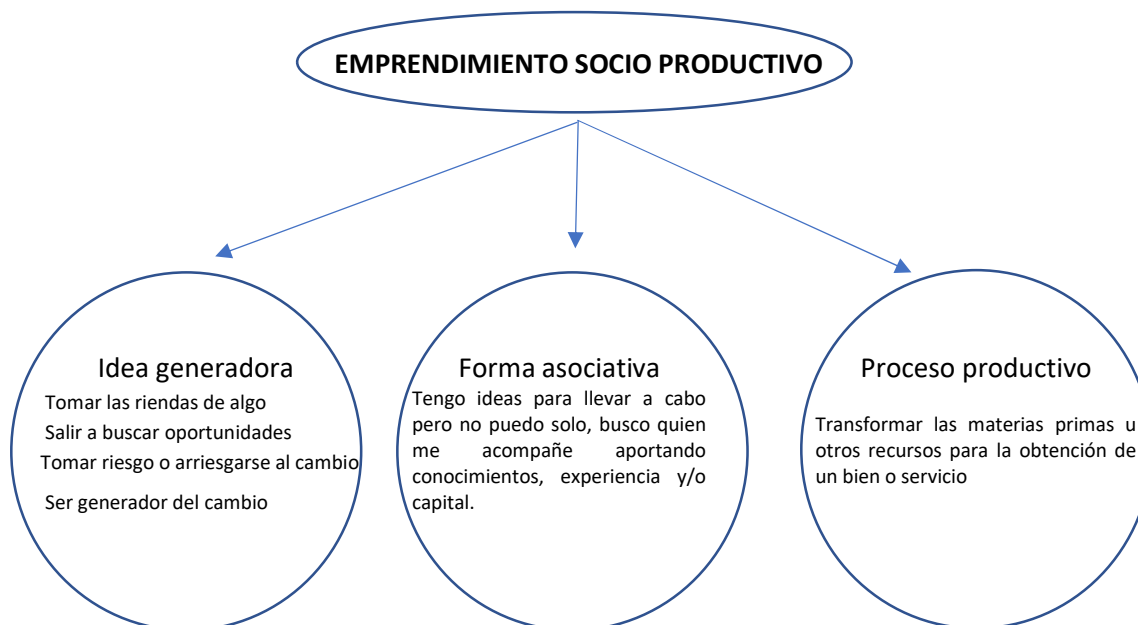 EMPRENDIMIENTO SOCIO PRODUCTIVO
Idea generadora
Tomar las riendas de algo
Salir a buscar oportunidades
Tomar riesgo o arriesgarse al cambio
Ser generador del cambio
Forma asociativa
Tengo ideas para llevar a cabo
pero no puedo solo, busco quien
me acompañe aportando
conocimientos, experiencia y/o
capital.
Proceso productivo
Transformar las materias primas u
otros recursos para la obtención de
un bien o servicio